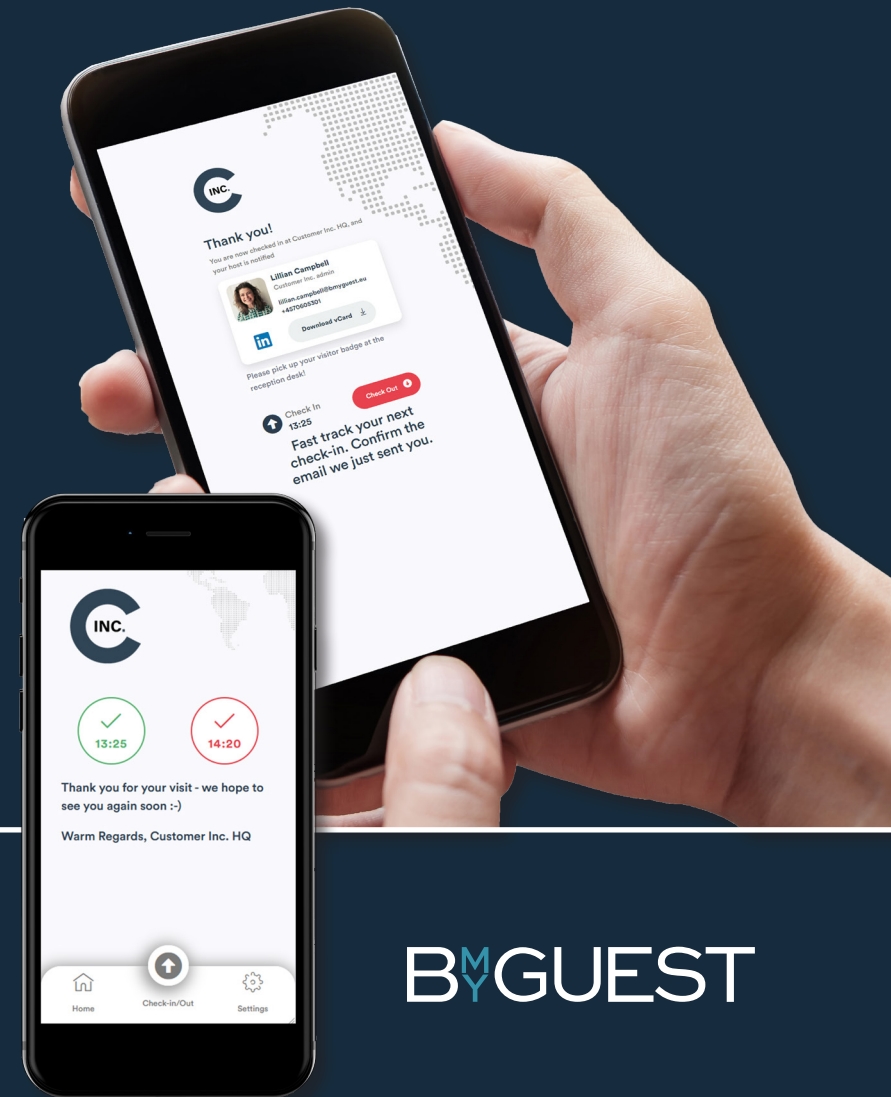 INC.
Thank you!
You are now checked in at Customer Inc. HQ, and
your host is notified
Lillian Campbell
Customer Inc. admin
lillian.campbell@bmyguest.eu
+4570605301
in
Download vCard
Please pick up your visitor badge at the
reception desk!
Check In
13:25
Check Out
Fast track your next
check-in. Confirm the
email we just sent you.
C
INC.
13:25
14:20
Thank you for your visit - we hope to
see you again soon :-)
Warm Regards, Customer Inc. HQ
Home
Check-in/Out
Settings
BMYGUEST